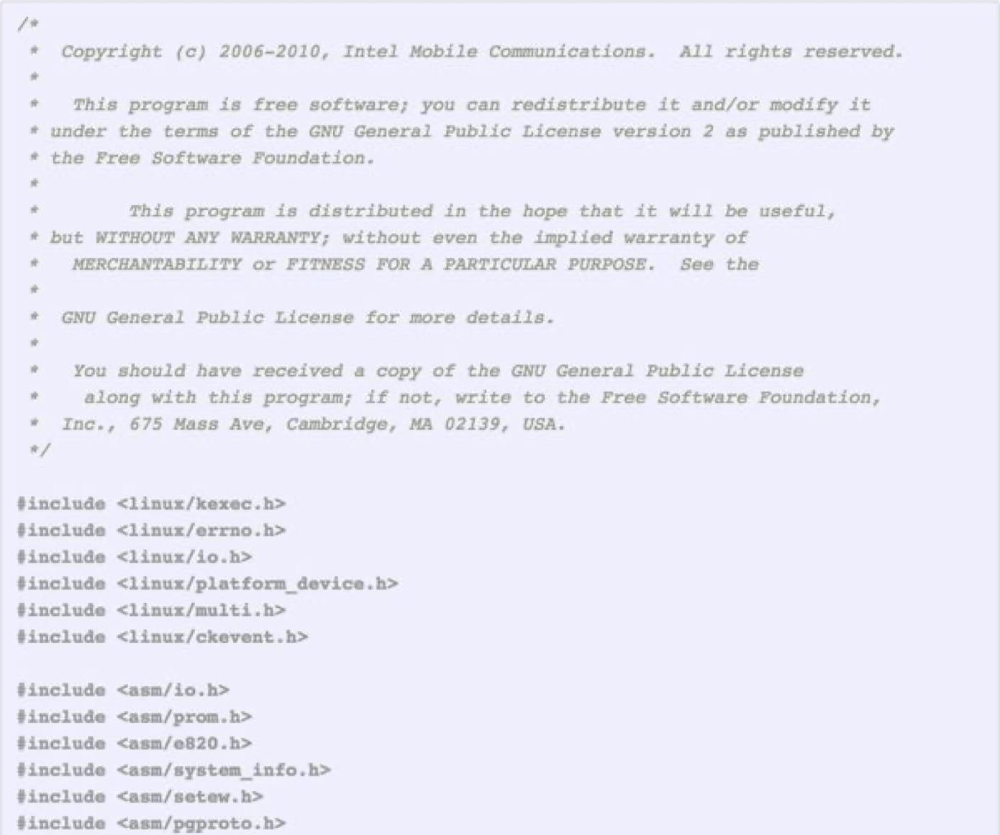 /*
 *  Copyright (c) 2006-2010, Intel Mobile Communications.  All rights reserved.
 *
 *   This program is free software; you can redistribute it and/or modify it
 * under the terms of the GNU General Public License version 2 as published by
 * the Free Software Foundation.
 *
 *        This program is distributed in the hope that it will be useful,
 * but WITHOUT ANY WARRANTY; without even the implied warranty of
 *   MERCHANTABILITY or FITNESS FOR A PARTICULAR PURPOSE.  See the
 *
 *  GNU General Public License for more details.
 *
 *   You should have received a copy of the GNU General Public License
 *    along with this program; if not, write to the Free Software Foundation,
 *  Inc., 675 Mass Ave, Cambridge, MA 02139, USA.
 */

#include <linux/kexec.h>
#include <linux/errno.h>
#include <linux/io.h>
#include <linux/platform_device.h>
#include <linux/multi.h>
#include <linux/ckevent.h>

#include <asm/io.h>
#include <asm/prom.h>
#include <asm/e820.h>
#include <asm/system_info.h>
#include <asm/setew.h>
#include <asm/pgproto.h>